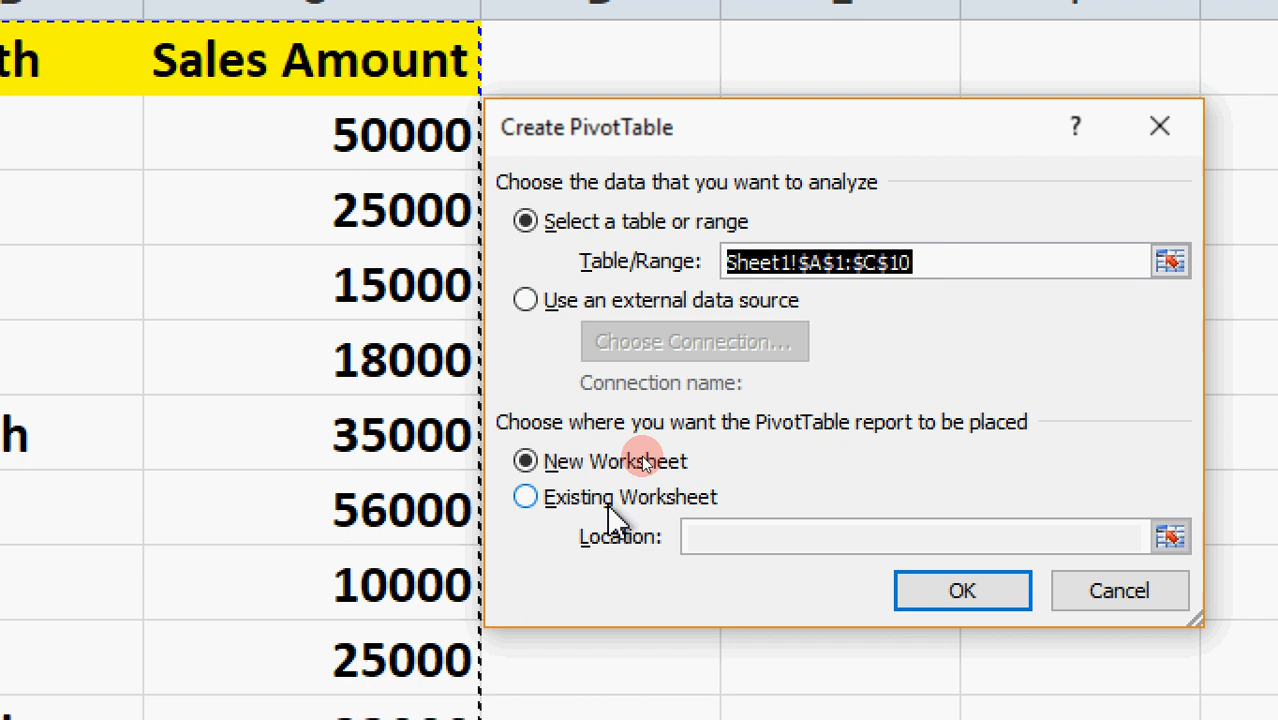 th Sales Amount
50000
25000
15000
18000
h 35000
56000
10000
25000
Create PivotTable ?
Choose the data that you want to analyze
Select a table or range
Table/Range: Sheet1!$A$1:$C$10
Use an external data source
Choose Connection...
Connection name:
Choose where you want the PivotTable report to be placed
New Worksheet
Existing Worksheet
Location:
OK Cancel